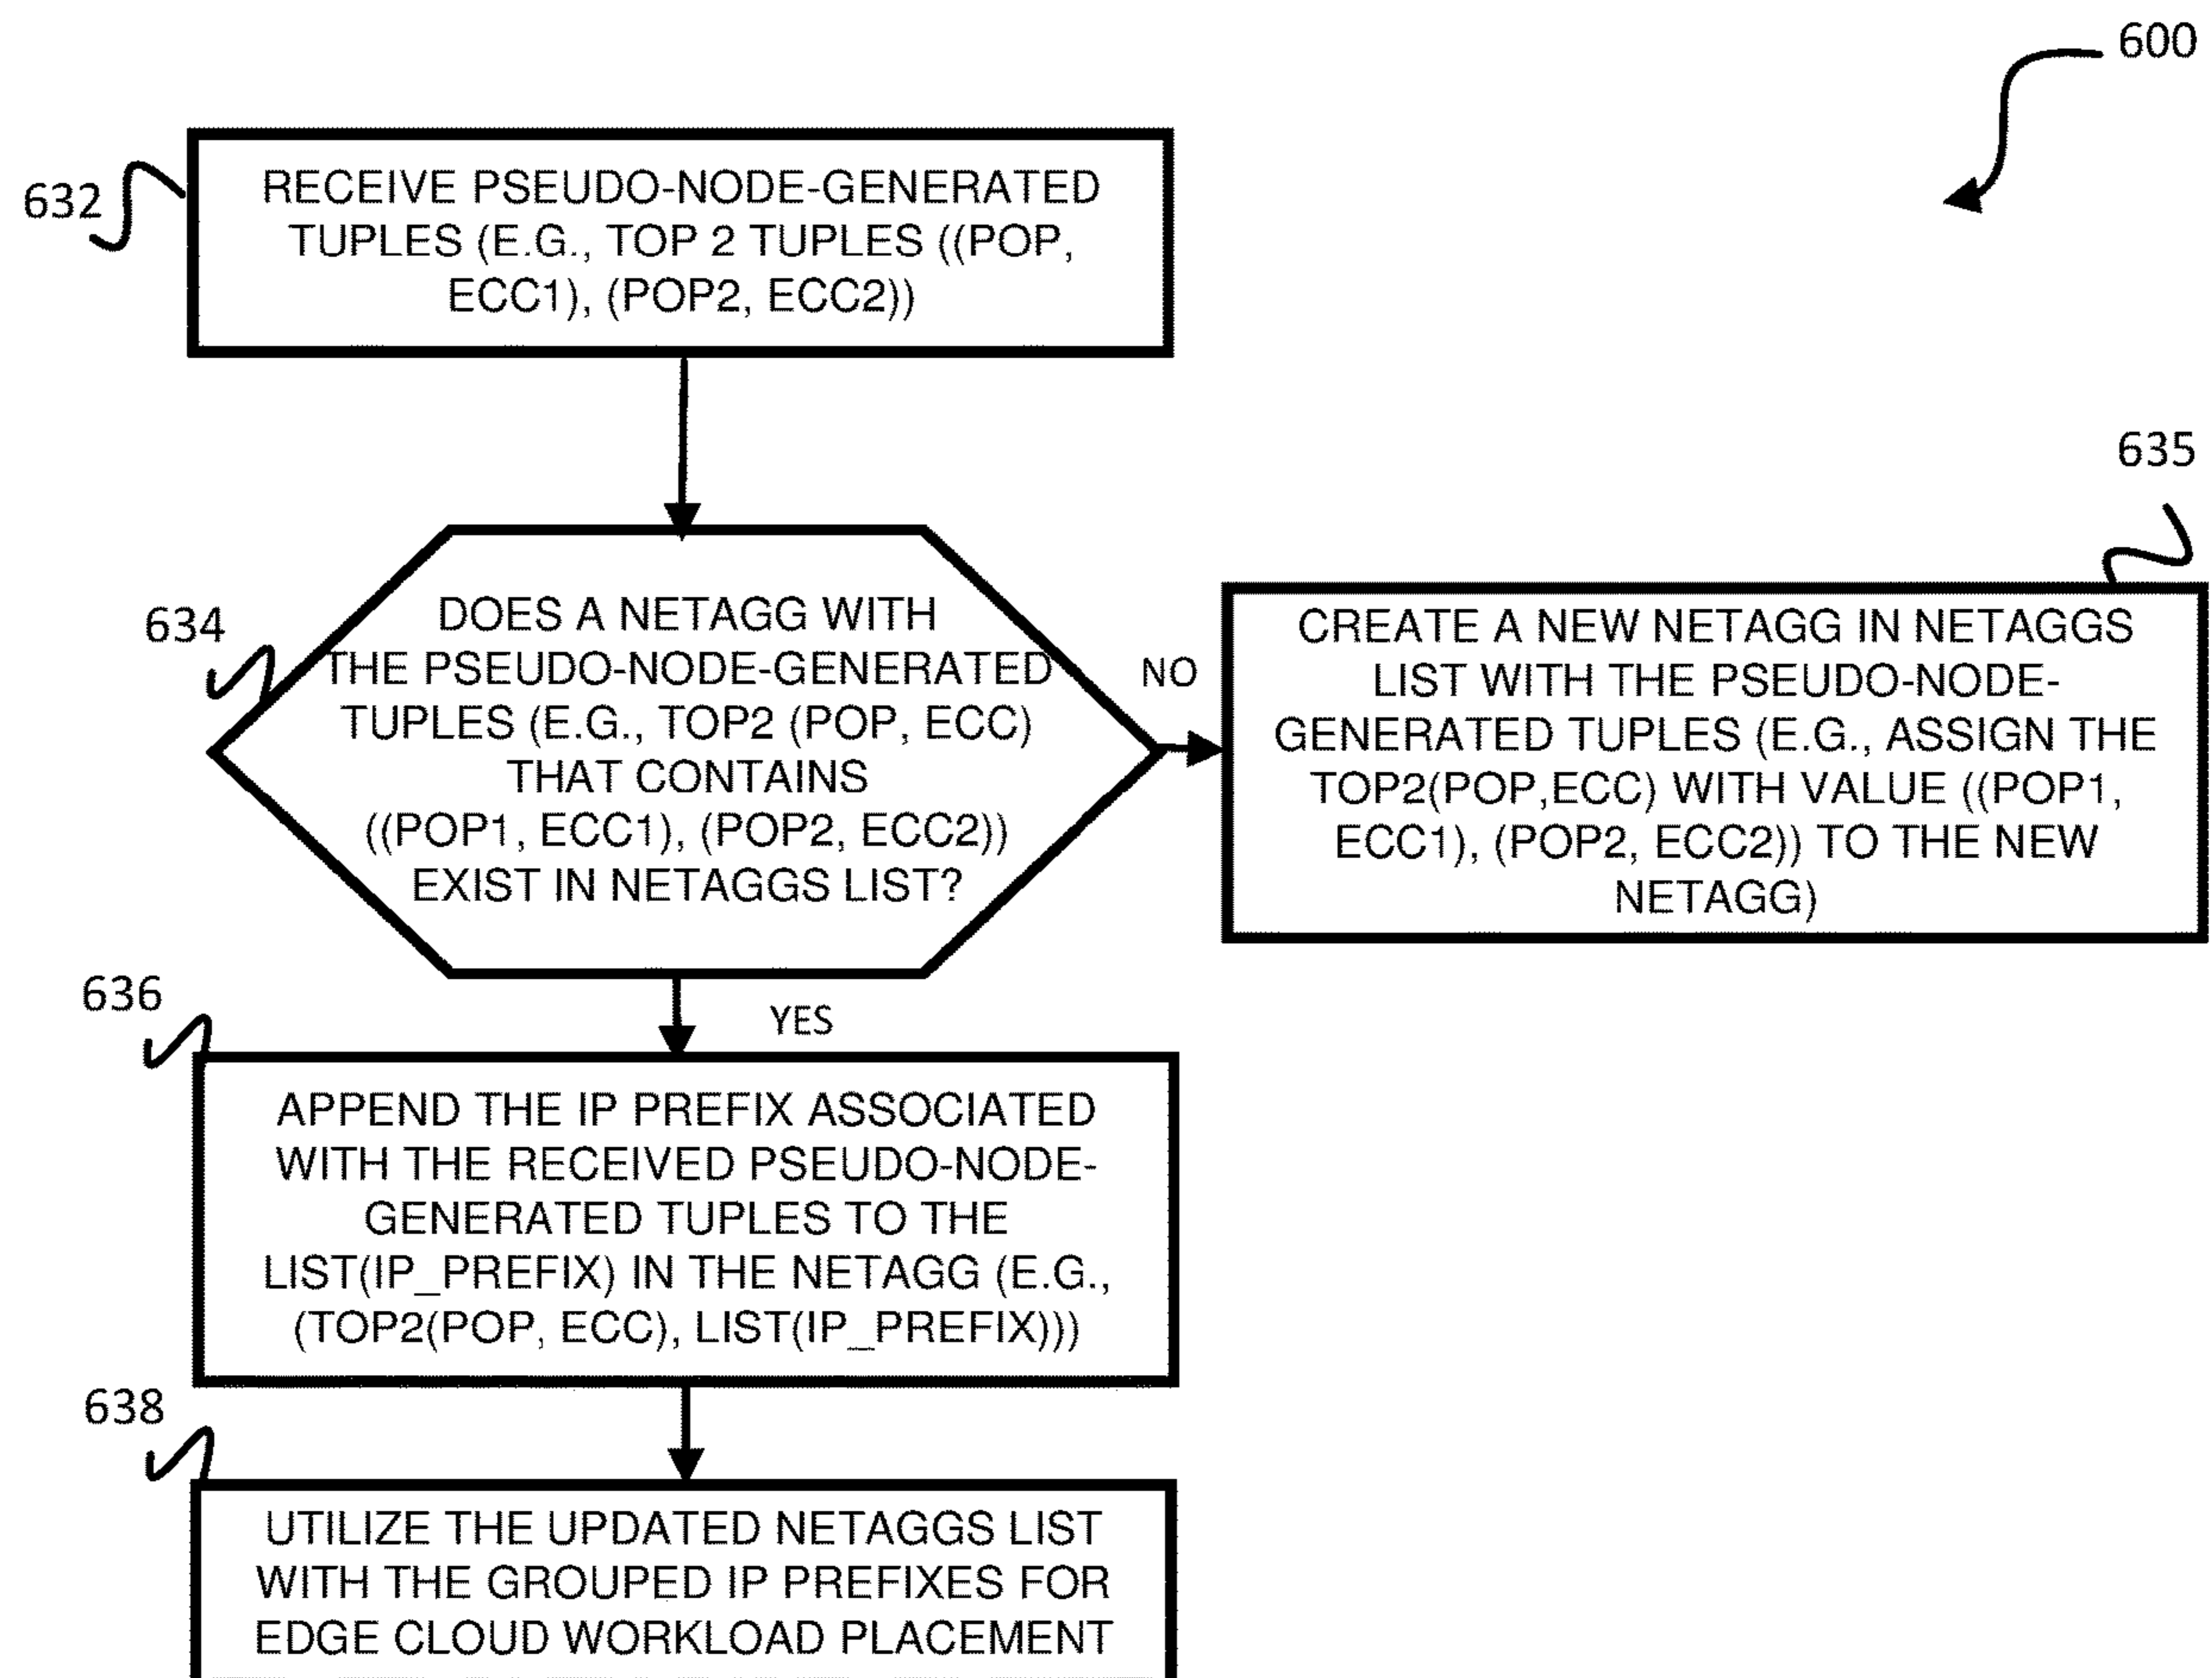 600
632
RECEIVE PSEUDO-NODE-GENERATED
TUPLES (E.G., TOP 2 TUPLES ((POP,
ECC1), (POP2, ECC2))
634
DOES A NETAGG WITH
THE PSEUDO-NODE-GENERATED
TUPLES (E.G., TOP2 (POP, ECC)
THAT CONTAINS
((POP1, ECC1), (POP2, ECC2))
EXIST IN NETAGGS LIST?
NO
635
CREATE A NEW NETAGG IN NETAGGS
LIST WITH THE PSEUDO-NODE-
GENERATED TUPLES (E.G., ASSIGN THE
TOP2(POP,ECC) WITH VALUE ((POP1,
ECC1), (POP2, ECC2)) TO THE NEW
NETAGG)
YES
636
APPEND THE IP PREFIX ASSOCIATED
WITH THE RECEIVED PSEUDO-NODE-
GENERATED TUPLES TO THE
LIST(IP_PREFIX) IN THE NETAGG (E.G.,
(TOP2(POP, ECC), LIST(IP_PREFIX)))
638
UTILIZE THE UPDATED NETAGGS LIST
WITH THE GROUPED IP PREFIXES FOR
EDGE CLOUD WORKLOAD PLACEMENT